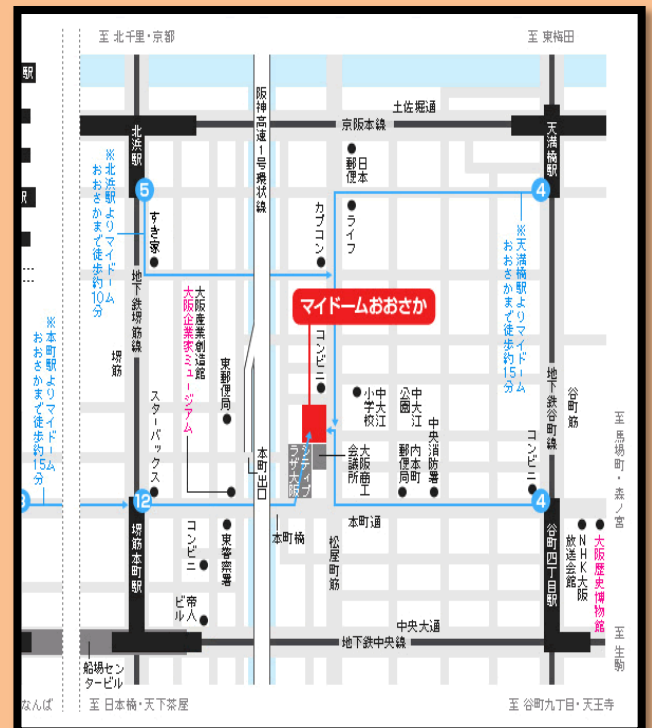 至 北千里・京都
至 東梅田
駅
駅
土佐堀通
京阪本線
北浜駅
天満橋駅
阪神高速1号環状線
日本郵便
5
4
※北浜駅よりマイドーム
おおさかまで徒歩約10分
すき家
カプコン
ライフ
※天満橋駅よりマイドーム
おおさかまで徒歩約15分
マイドームおおさか
地下鉄堺筋線
堺筋
大阪産業創造館
大阪企業家ミュージアム
東郵便局
コンビニ
中大江
小学校
中大江
公園
地下鉄谷町線
谷町筋
※本町駅よりマイドーム
おおさかまで徒歩約15分
スターバックス
本町出口
シティプ
ラザ大阪
大阪商工
会議所
内本町
郵便局
中央消防署
コンビニ
至 馬場町・森ノ宮
3
12
4
堺筋本町駅
コンビニ
東警察署
本町橋
松屋町筋
本町通
谷町四丁目駅
NHK大阪
放送会館
大阪歴史博物館
帝人
ビル
中央大通
地下鉄中央線
至 生駒
船場セン
タービル
なんば
至 日本橋・天下茶屋
至 谷町九丁目・天王寺